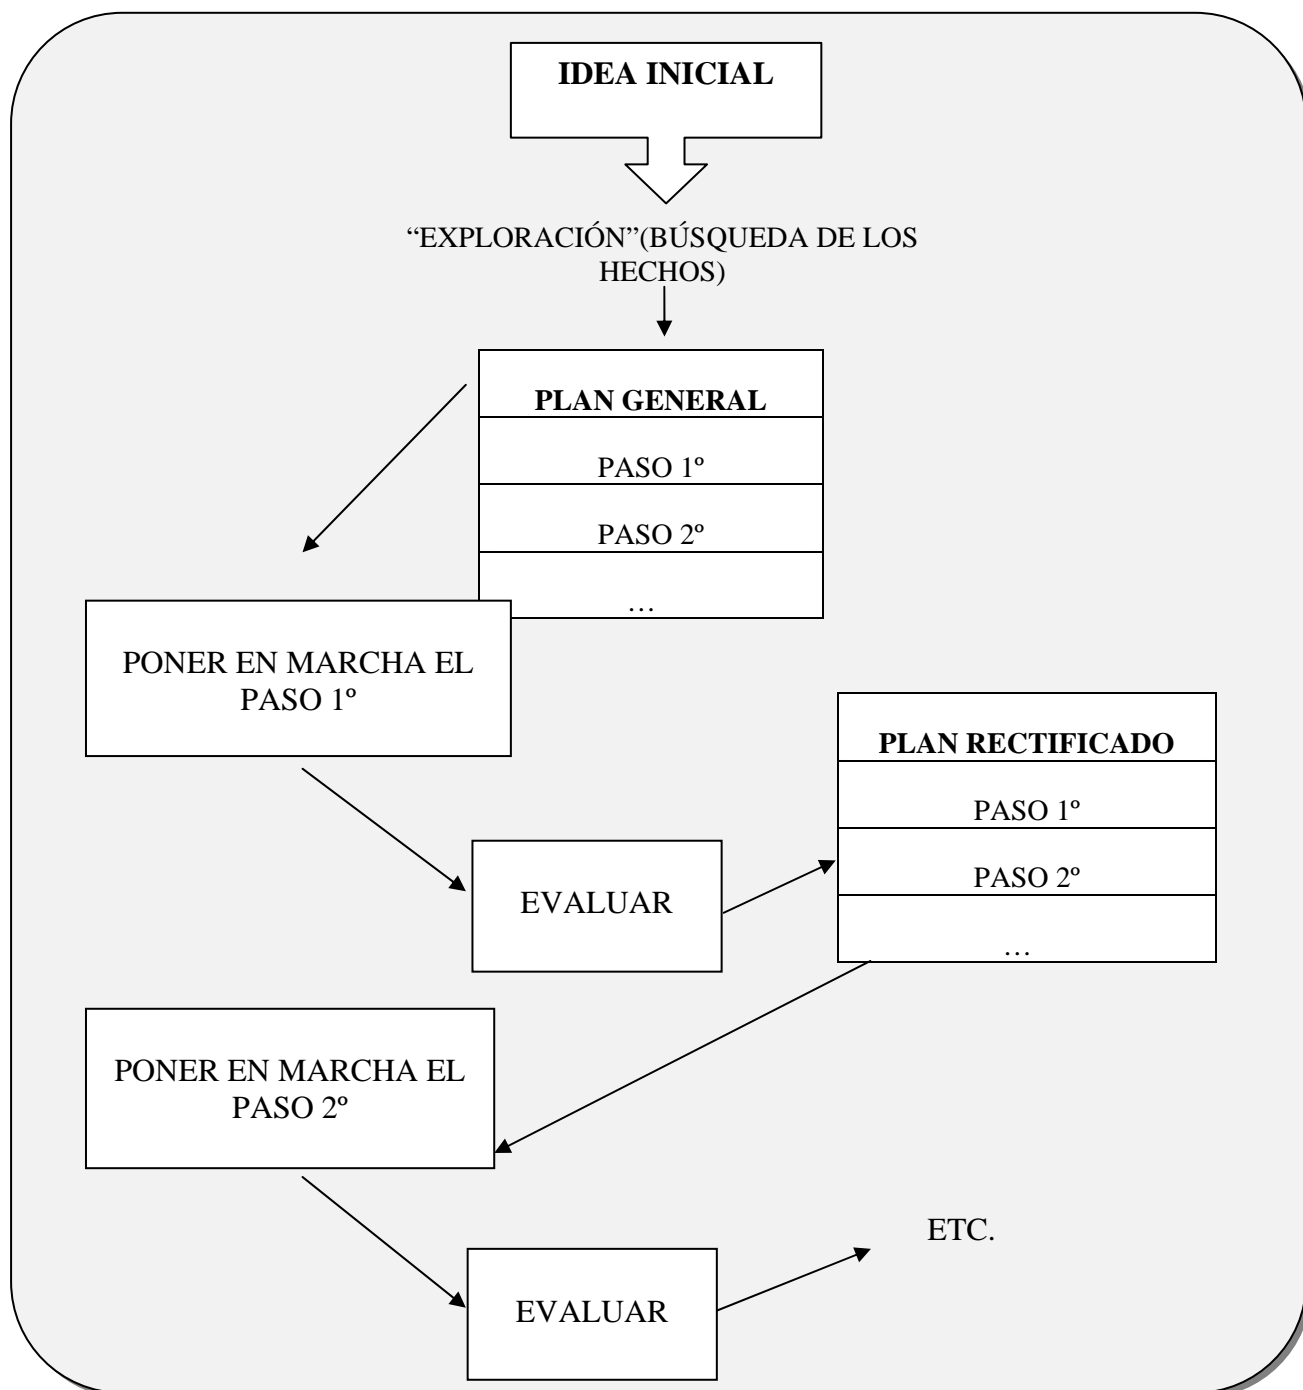 IDEA INICIAL
“EXPLORACIÓN”(BÚSQUEDA DE LOS
HECHOS)
PLAN GENERAL
PASO 1º
PASO 2º
…
PONER EN MARCHA EL
PASO 1º
PLAN RECTIFICADO
PASO 1º
PASO 2º
…
EVALUAR
PONER EN MARCHA EL
PASO 2º
ETC.
EVALUAR